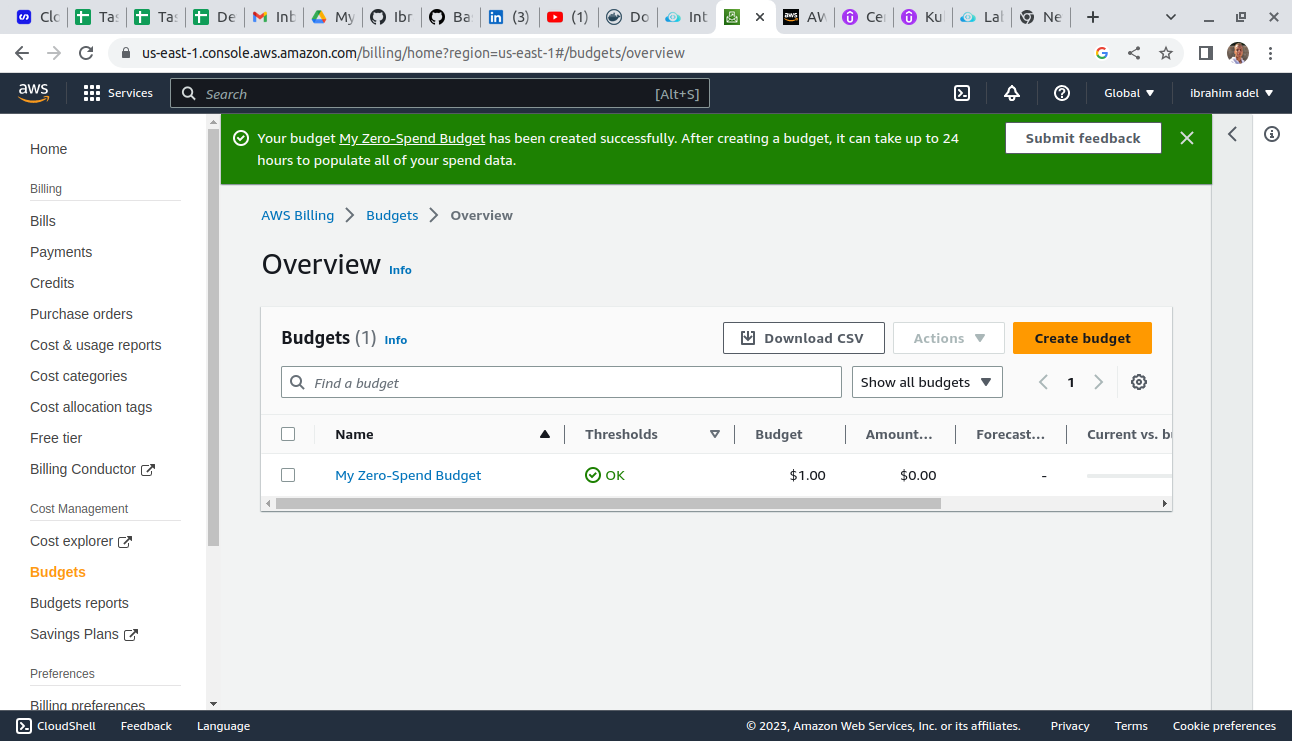 Clo
Tas
Tas
De
Inb
My
Ibr
Ba
(3)
(1)
Do
Int
AW
Cer
Ku
Lab
Ne
us-east-1.console.aws.amazon.com/billing/home?region=us-east-1#/budgets/overview
aws
Services
Search
[Alt+S]
Global
ibrahim adel
Home
Billing
Bills
Payments
Credits
Purchase orders
Cost & usage reports
Cost categories
Cost allocation tags
Free tier
Billing Conductor
Cost Management
Cost explorer
Budgets
Budgets reports
Savings Plans
Preferences
Billing preferences
Your budget My Zero-Spend Budget has been created successfully. After creating a budget, it can take up to 24
hours to populate all of your spend data.
Submit feedback
AWS Billing
Budgets
Overview
Overview Info
Budgets (1) Info
Download CSV
Actions
Create budget
Find a budget
Show all budgets
1
Name
Thresholds
Budget
Amount...
Forecast...
Current vs. bu
My Zero-Spend Budget
OK
$1.00
$0.00
-
CloudShell
Feedback
Language
© 2023, Amazon Web Services, Inc. or its affiliates.
Privacy
Terms
Cookie preferences